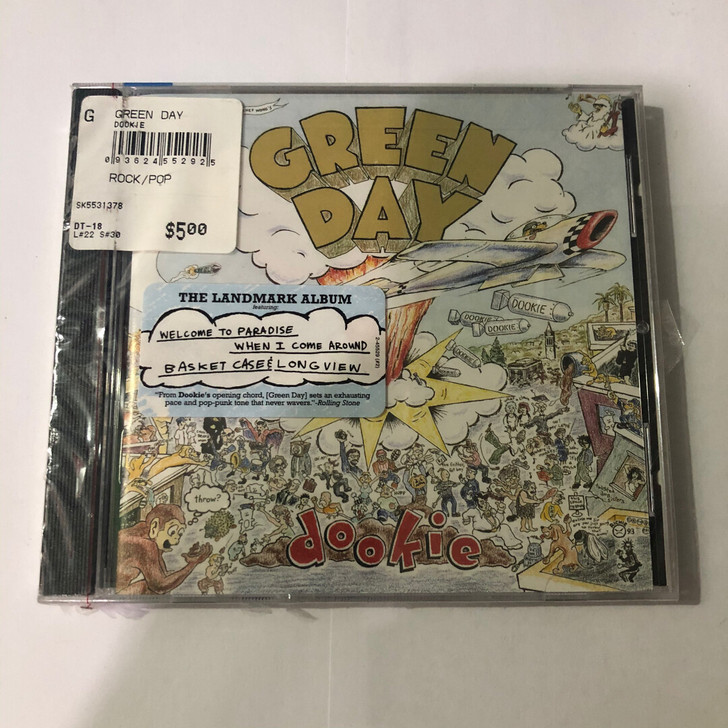 G GREEN DAY
DOOKIE
0 93624 55292 5
ROCK/POP
SK5531378
DT-18
L#22 S#30
$5.00
GREEN
DAY
DOOKIE
DOOKIE
DOOKIE
THE LANDMARK ALBUM
featuring:
WELCOME TO PARADISE
WHEN I COME AROUND
BASKET CASE & LONGVIEW
"From Dookie's opening chord, [Green Day] sets an exhausting
pace and pop-punk tone that never wavers."-Rolling Stone
throw?
dookie